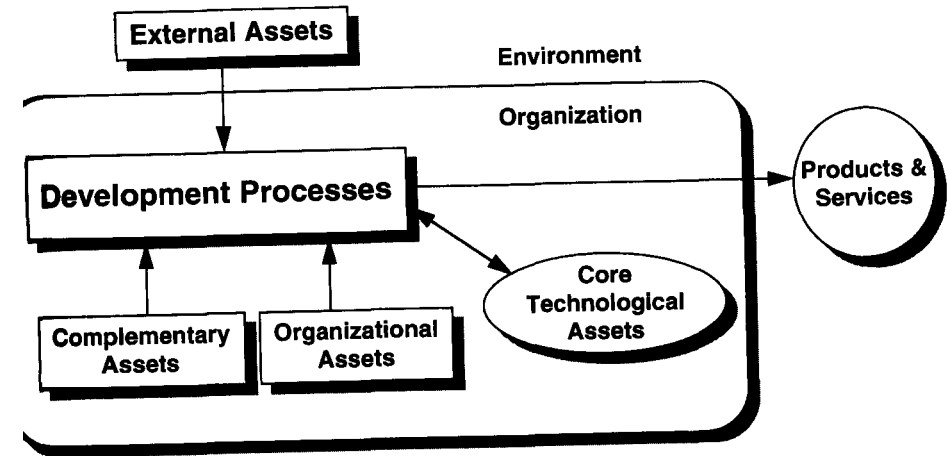 External Assets
Environment
Organization
Development Processes
Products &
Services
Core
Technological
Assets
Complementary
Assets
Organizational
Assets